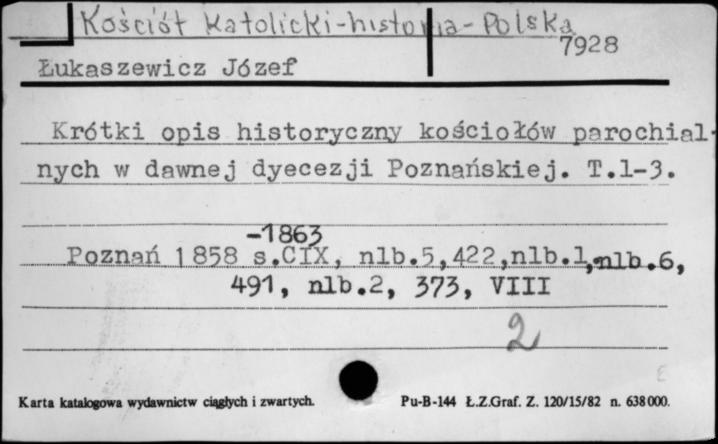 Kościół katolicki-historia-Polska
7928
Łukaszewicz Józef
Krótki opis historyczny kościołów parochial-
nych w dawnej dyecezji Poznańskiej. T.1-3.
-1863
Poznań 1858 s.CIX, nlb.5,422,nlb.1,nlb.6,
491, nlb.2, 373, VIII
2
E
Karta katalogowa wydawnictw ciągłych i zwartych.
Pu-B-144 Ł.Z.Graf. Z. 120/15/82 n. 638000.